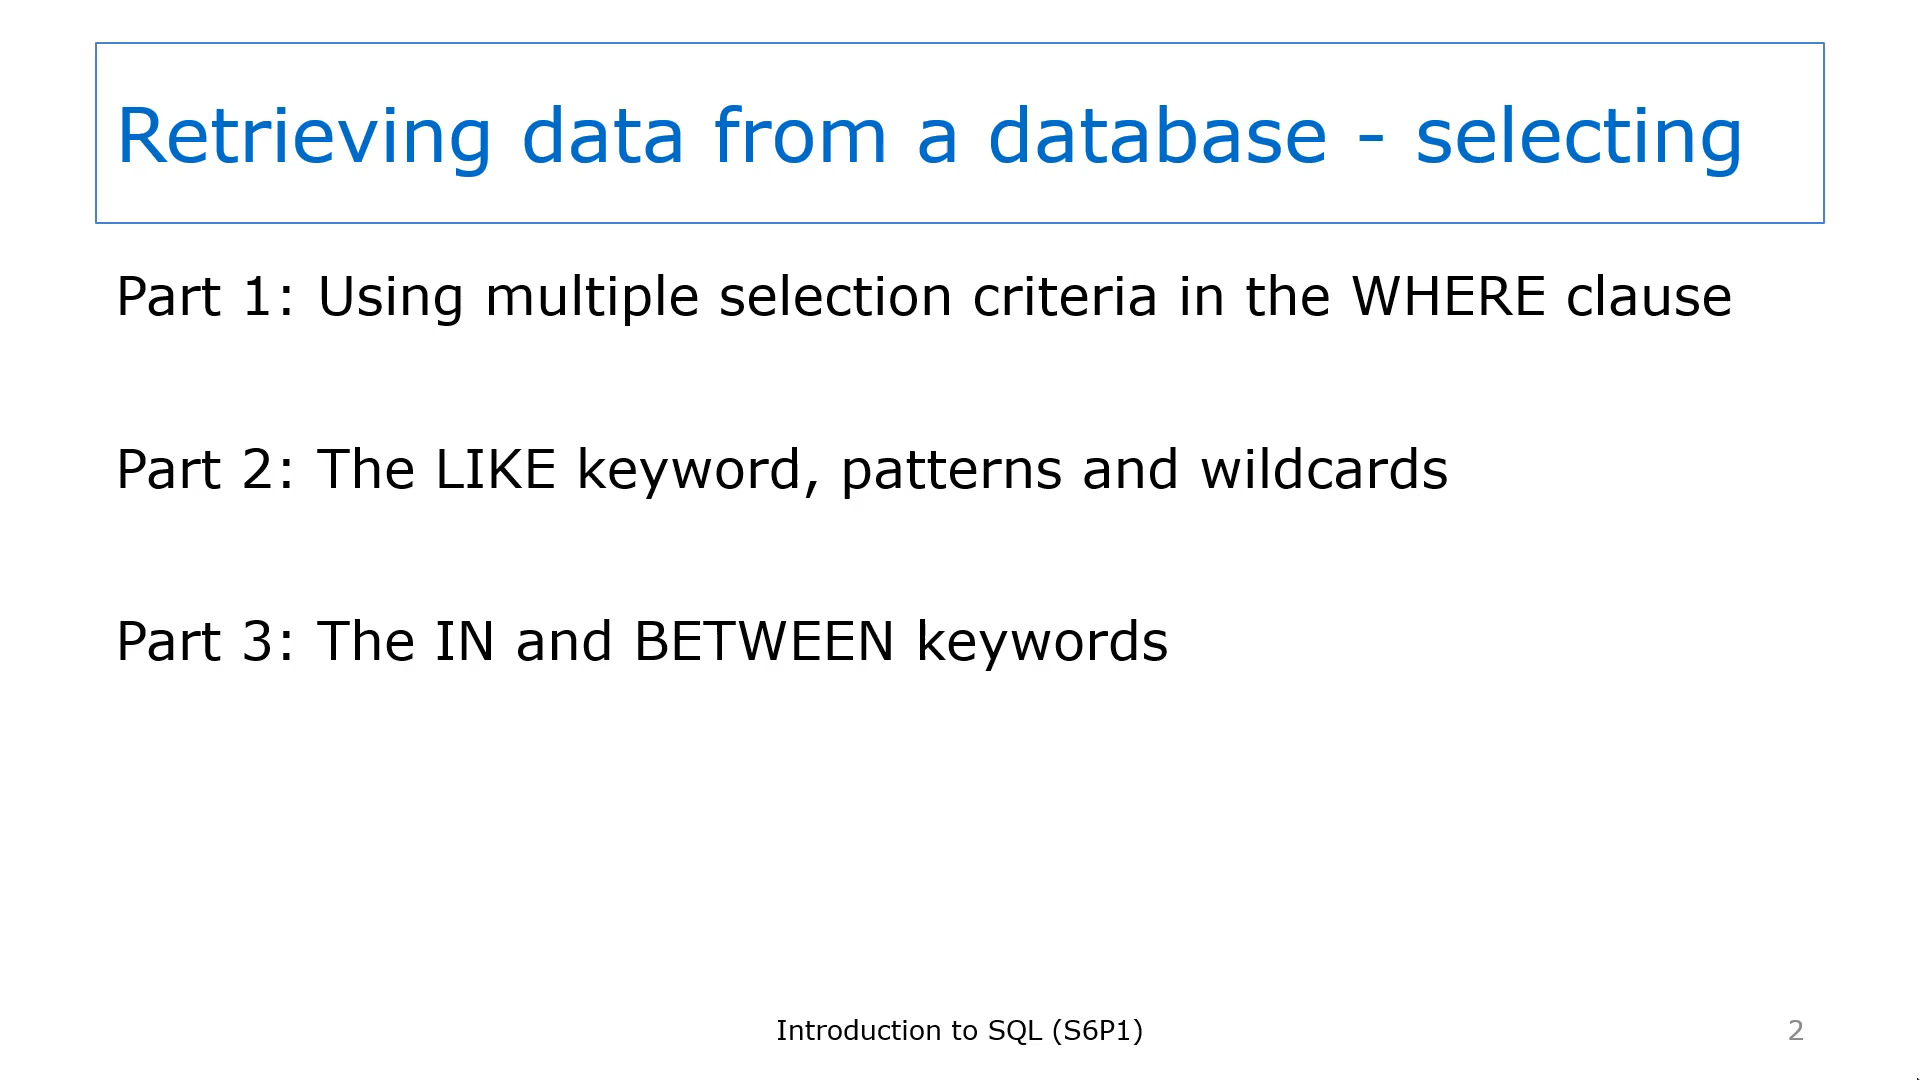 Retrieving data from a database - selecting
Part 1: Using multiple selection criteria in the WHERE clause
Part 2: The LIKE keyword, patterns and wildcards
Part 3: The IN and BETWEEN keywords
Introduction to SQL (S6P1)
2